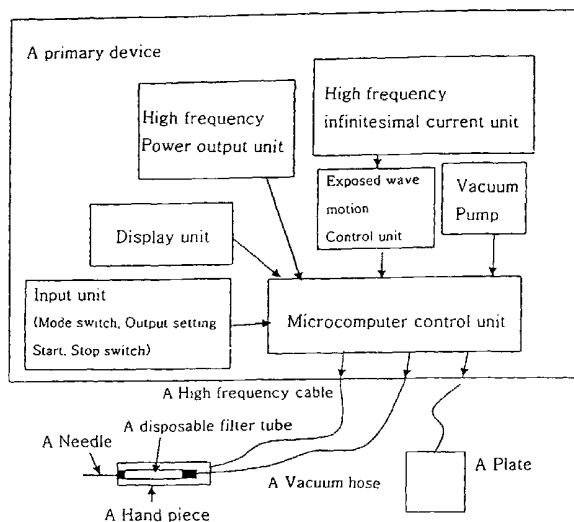 A primary device
High frequency
Power output unit
High frequency
infinitesimal current unit
Exposed wave
motion
Control unit
Vacuum
Pump
Display unit
Input unit
(Mode switch, Output setting
Start, Stop switch)
Microcomputer control unit
A High frequency cable
A disposable filter tube
A Needle
A Vacuum hose
A Plate
A Hand piece